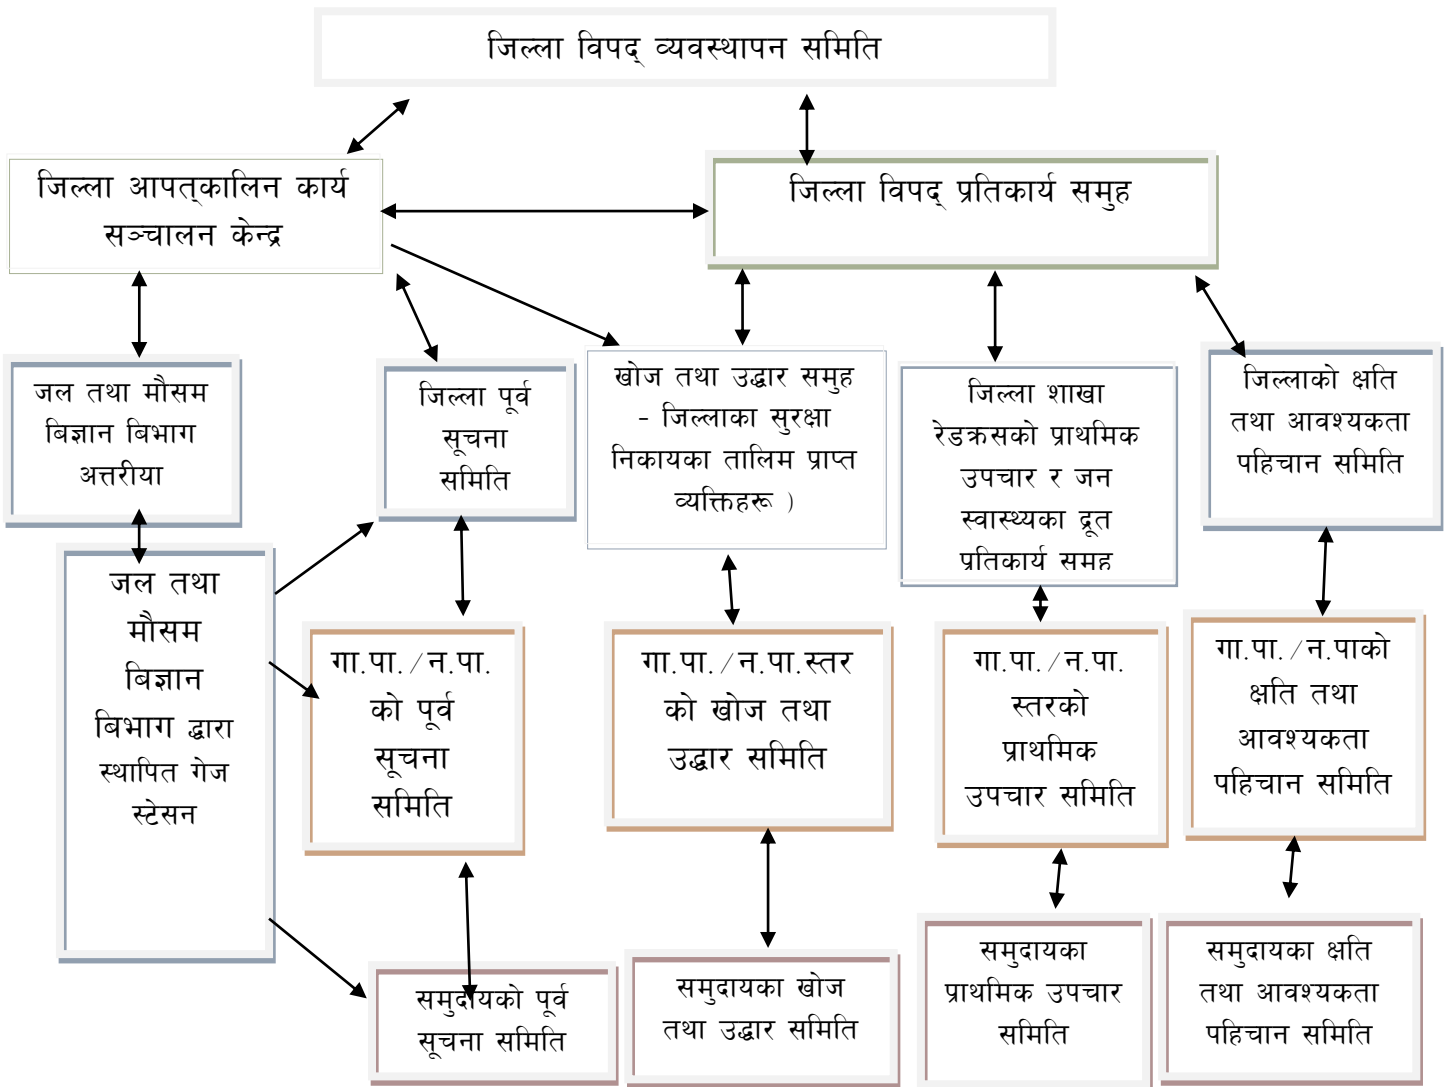 जिल्ला विपद् व्यवस्थापन समिति
जिल्ला आपत्कालिन कार्य
सञ्चालन केन्द्र
जिल्ला विपद् प्रतिकार्य समुह
जल तथा मौसम
बिज्ञान बिभाग
अत्तरीया
जिल्ला पूर्व
सूचना
समिति
खोज तथा उद्धार समुह
- जिल्लाका सुरक्षा
निकायका तालिम प्राप्त
व्यक्तिहरू )
जिल्ला शाखा
रेडक्रसको प्राथमिक
उपचार र जन
स्वास्थ्यका द्रूत
प्रतिकार्य समूह
जिल्लाको क्षति
तथा आवश्यकता
पहिचान समिति
जल तथा
मौसम
बिज्ञान
बिभाग द्धारा
स्थापित गेज
स्टेसन
गा.पा./न.पा.
को पूर्व
सूचना
समिति
गा.पा./न.पा.स्तर
को खोज तथा
उद्धार समिति
गा.पा./न.पा.
स्तरको
प्राथमिक
उपचार समिति
गा.पा./न.पाको
क्षति तथा
आवश्यकता
पहिचान समिति
समुदायको पूर्व
सूचना समिति
समुदायका खोज
तथा उद्धार समिति
समुदायका
प्राथमिक उपचार
समिति
समुदायका क्षति
तथा आवश्यकता
पहिचान समिति